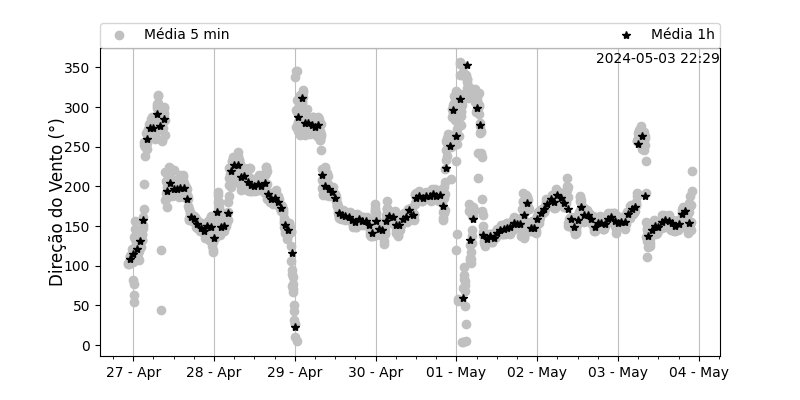 Média 5 min
Média 1h
2024-05-03 22:29
Direção do Vento (°)
350
300
250
200
150
100
50
0
27 - Apr
28 - Apr
29 - Apr
30 - Apr
01 - May
02 - May
03 - May
04 - May